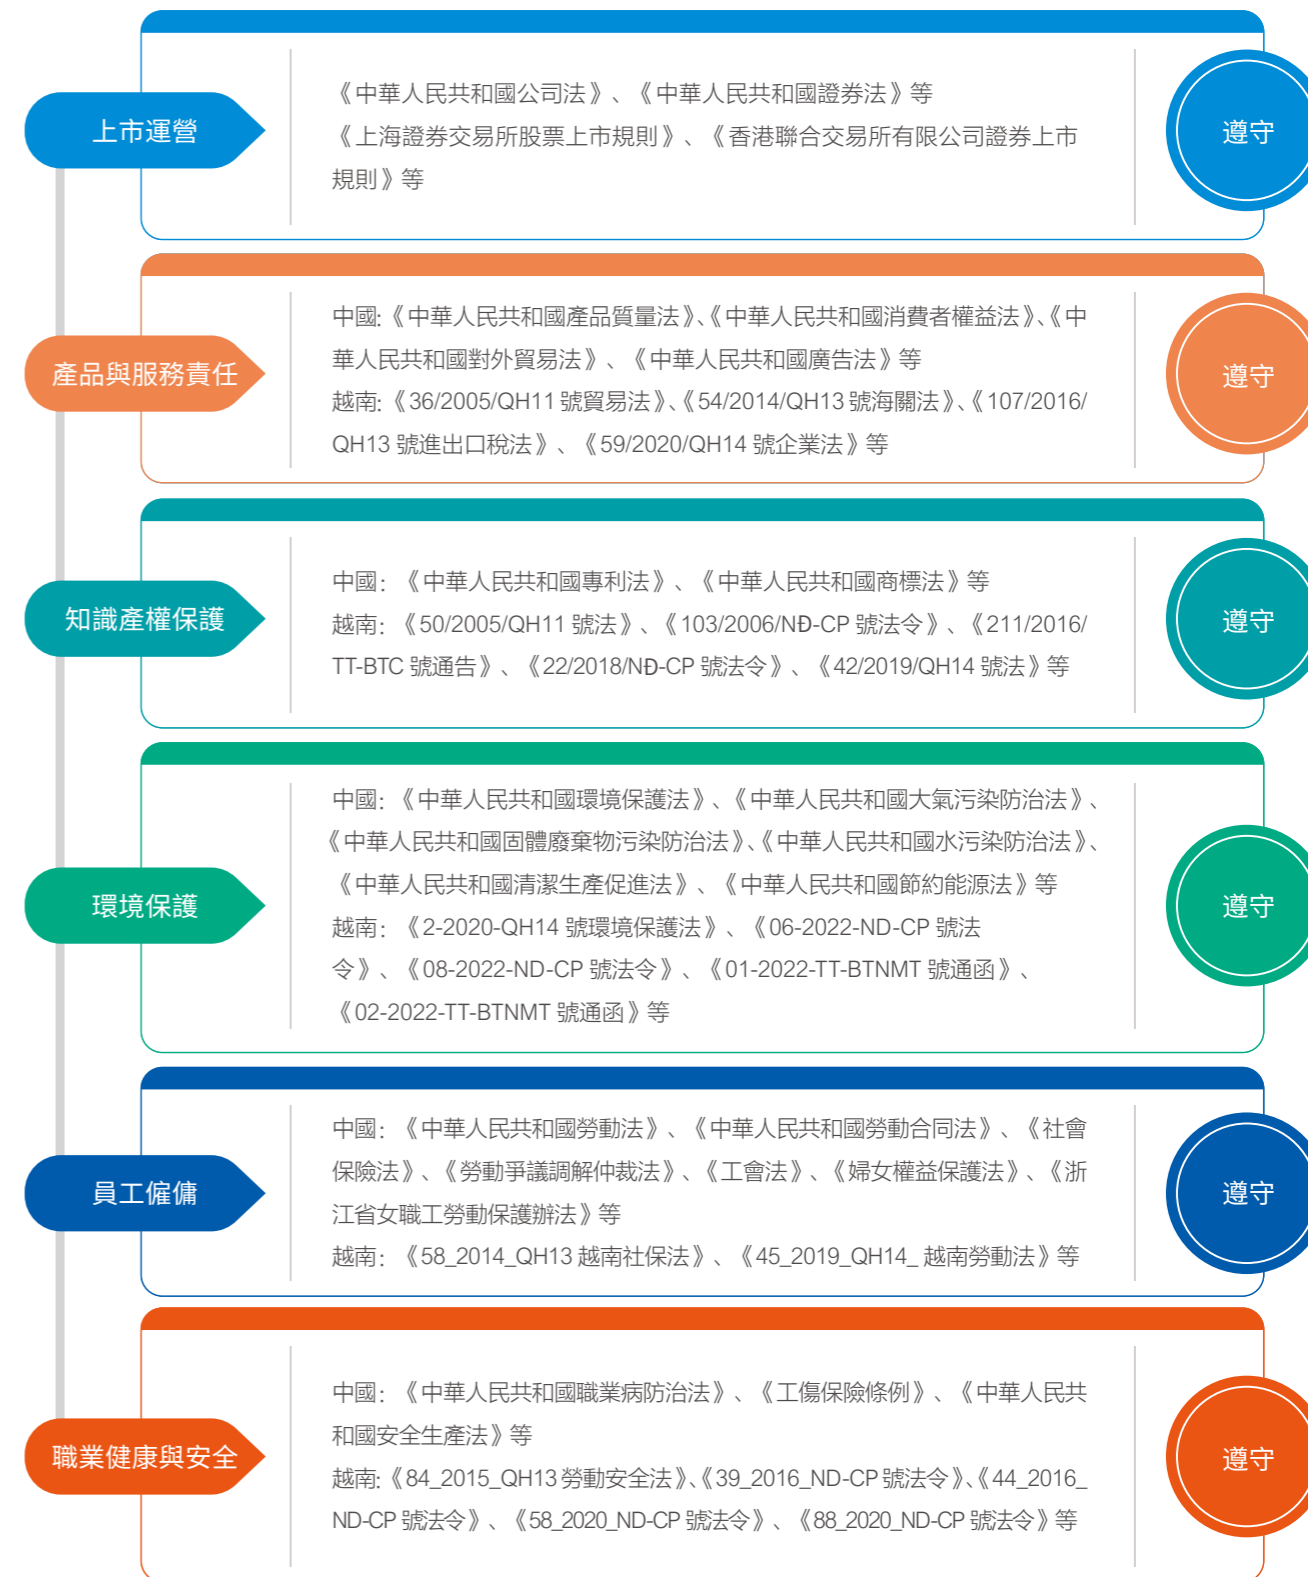 上市運營
《中華人民共和國公司法》、《中華人民共和國證券法》等
《上海證券交易所股票上市規則》、《香港聯合交易所有限公司證券上市
規則》等
遵守
產品與服務責任
中國:《中華人民共和國產品質量法》、《中華人民共和國消費者權益法》、《中
華人民共和國對外貿易法》、《中華人民共和國廣告法》等
越南:《36/2005/QH11 號貿易法》、《54/2014/QH13 號海關法》、《107/2016/
QH13 號進出口稅法》、《59/2020/QH14 號企業法》等
遵守
知識產權保護
中國:《中華人民共和國專利法》、《中華人民共和國商標法》等
越南:《50/2005/QH11 號法》、《103/2006/NĐ-CP 號法令》、《211/2016/
TT-BTC 號通告》、《22/2018/NĐ-CP 號法令》、《42/2019/QH14 號法》等
遵守
環境保護
中國:《中華人民共和國環境保護法》、《中華人民共和國大氣污染防治法》、
《中華人民共和國固體廢棄物污染防治法》、《中華人民共和國水污染防治法》、
《中華人民共和國清潔生產促進法》、《中華人民共和國節約能源法》等
越南:《2-2020-QH14 號環境保護法》、《06-2022-ND-CP 號法
令》、《08-2022-ND-CP 號法令》、《01-2022-TT-BTNMT 號通函》、
《02-2022-TT-BTNMT 號通函》等
遵守
員工僱傭
中國:《中華人民共和國勞動法》、《中華人民共和國勞動合同法》、《社會
保險法》、《勞動爭議調解仲裁法》、《工會法》、《婦女權益保護法》、《浙
江省女職工勞動保護辦法》等
越南:《58_2014_QH13 越南社保法》、《45_2019_QH14_ 越南勞動法》等
遵守
職業健康與安全
中國:《中華人民共和國職業病防治法》、《工傷保險條例》、《中華人民共
和國安全生產法》等
越南:《84_2015_QH13 勞動安全法》、《39_2016_ND-CP 號法令》、《44_2016_
ND-CP 號法令》、《58_2020_ND-CP 號法令》、《88_2020_ND-CP 號法令》等
遵守